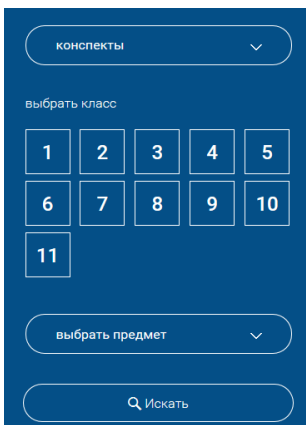 конспекты
выбрать класс
1 2 3 4 5
6 7 8 9 10
11
выбрать предмет
Искать